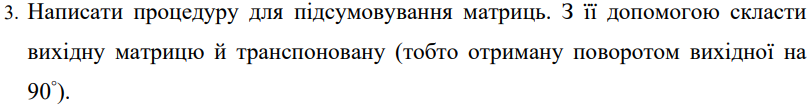 3. Написати процедуру для підсумовування матриць. З її допомогою скласти
вихідну матрицю й транспоновану (тобто отриману поворотом вихідної на
90°).